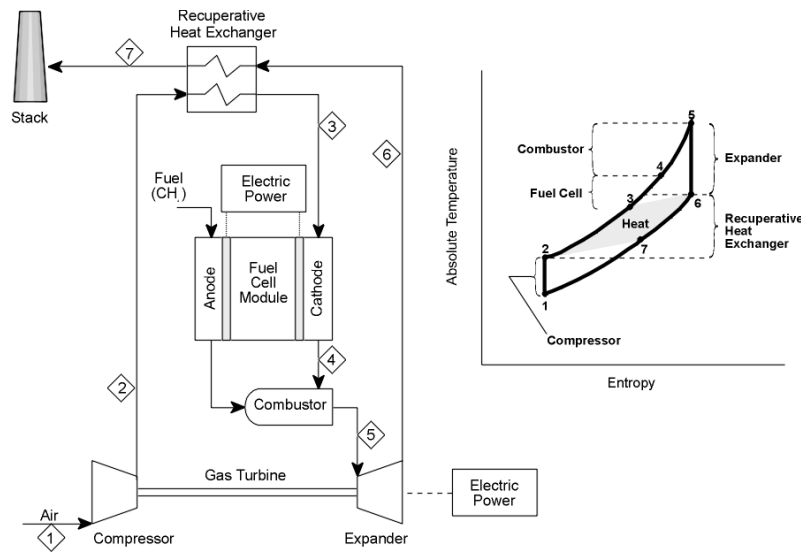 Recuperative
Heat Exchanger
7
Stack
3
6
Fuel
(CH.)
Electric
Power
Anode
Fuel
Cell
Module
Cathode
4
2
Combustor
5
Gas Turbine
Air
1
Compressor
Expander
Electric
Power
Absolute Temperature
Entropy
Combustor
Fuel Cell
5
4
3
6
Heat
2
7
1
Expander
Recuperative
Heat
Exchanger
Compressor